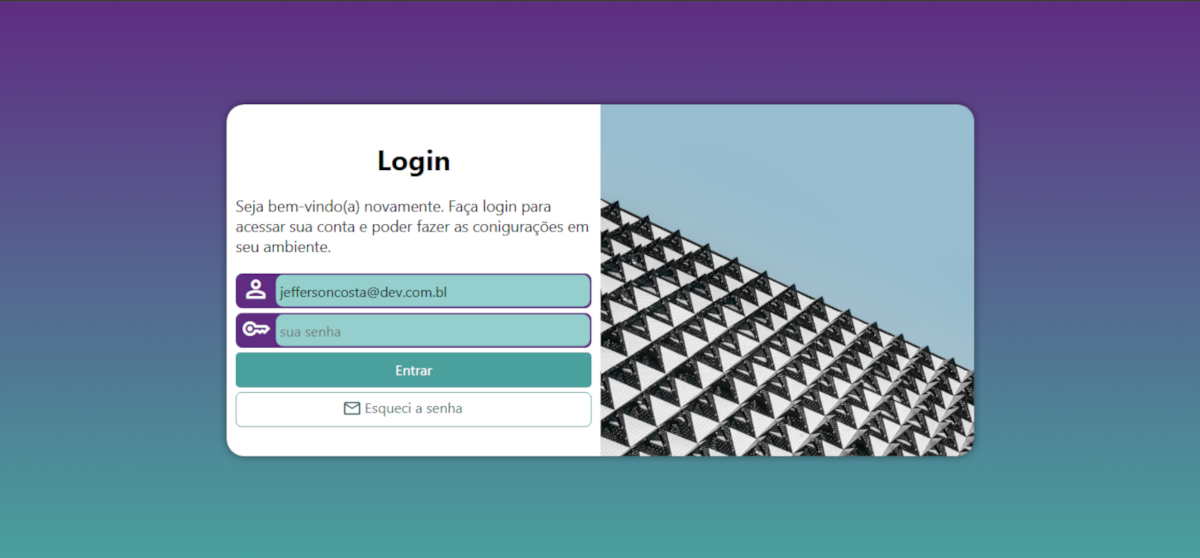 Login
Seja bem-vindo(a) novamente. Faça login para
acessar sua conta e poder fazer as conigurações em
seu ambiente.
jeffersoncosta@dev.com.bl
sua senha
Entrar
Esqueci a senha